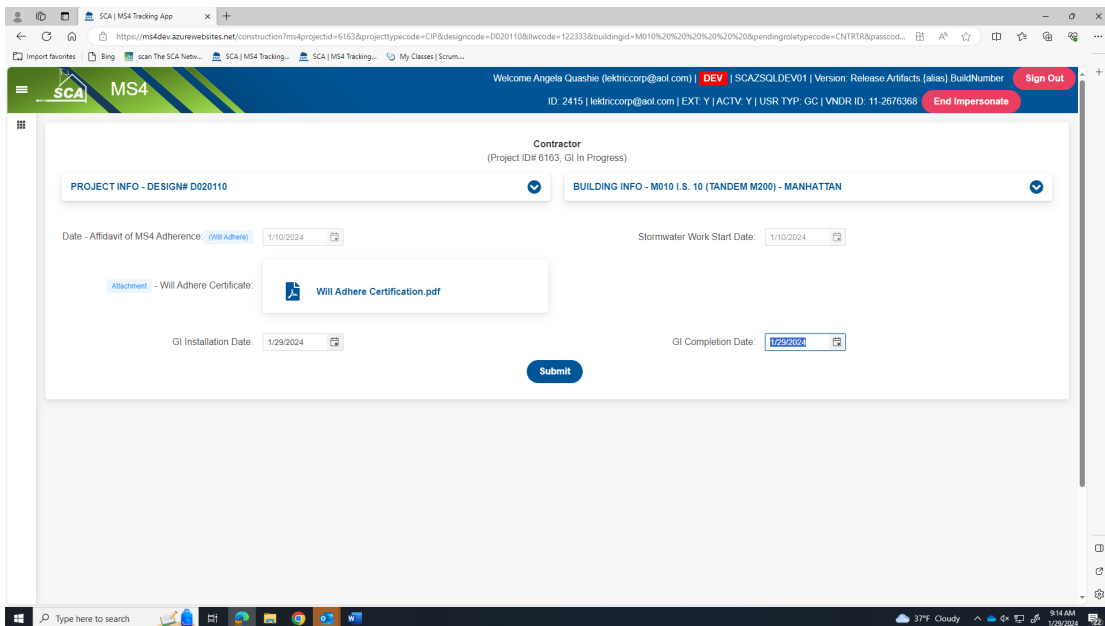 SCA | MS4 Tracking App
https://ms4dev.azurewebsites.net/construction?ms4projectid=6163&projecttypecode=CIP&designcode=D020110&llwcode=122333&buildingid=M010%20%20%20%20%20%20&pendingroletypecode=CNTRTR&passcod...
Import favorites
Bing
scan The SCA Netw...
SCA | MS4 Tracking...
SCA | MS4 Tracking...
My Classes | Scrum....
SCA
MS4
Welcome Angela Quashie (lektriccorp@aol.com) | DEV | SCAZSQLDEV01 | Version: Release.Artifacts.{alias}.BuildNumber
Sign Out
ID: 2415 | lektriccorp@aol.com | EXT: Y | ACTV: Y | USR TYP: GC | VNDR ID: 11-2676368
End Impersonate
Contractor
(Project ID# 6163, GI In Progress)
PROJECT INFO - DESIGN# D020110
BUILDING INFO - M010 I.S. 10 (TANDEM M200) - MANHATTAN
Date - Affidavit of MS4 Adherence: (Will Adhere) 1/10/2024
Stormwater Work Start Date: 1/10/2024
Attachment - Will Adhere Certificate:
Will Adhere Certification.pdf
GI Installation Date: 1/29/2024
GI Completion Date: 1/29/2024
Submit
Type here to search
37°F Cloudy
9:14 AM
1/29/2024
22